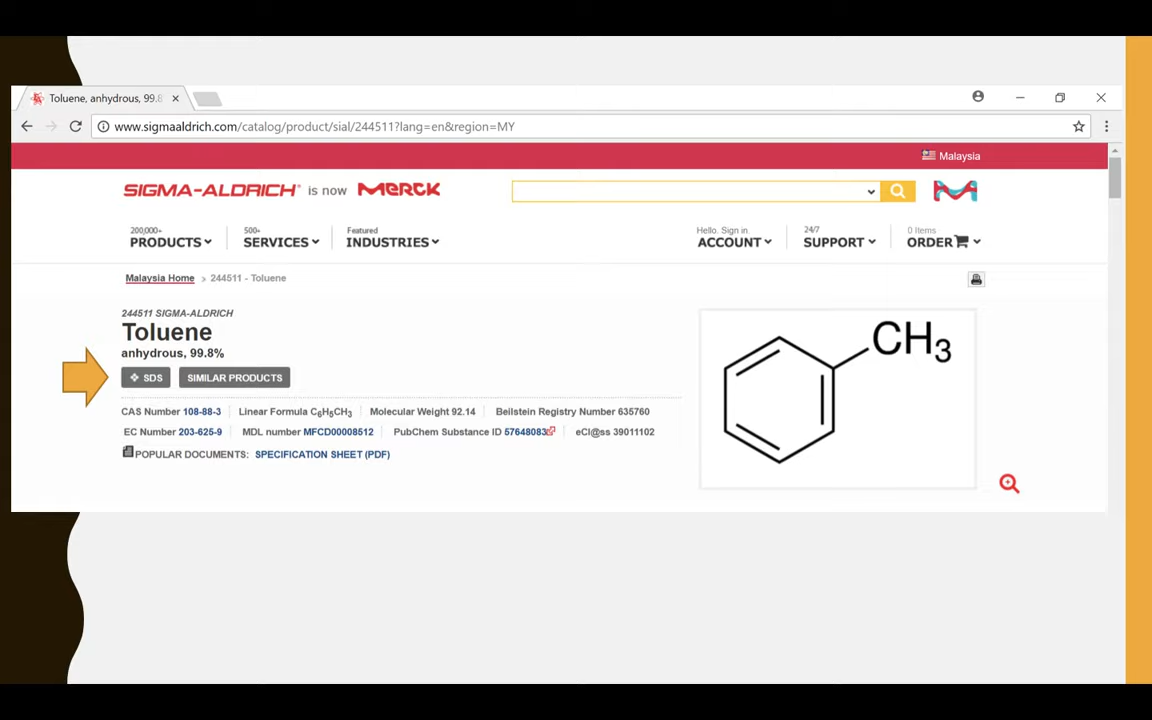 Toluene, anhydrous, 99.8
www.sigmaaldrich.com/catalog/product/sial/244511?lang=en&region=MY
Malaysia
SIGMA-ALDRICH® is now MERCK
200,000+ 500+ Featured Hello. Sign in 24/7 0 Items
PRODUCTS SERVICES INDUSTRIES ACCOUNT SUPPORT ORDER
Malaysia Home > 244511 - Toluene
244511 SIGMA-ALDRICH
Toluene
anhydrous, 99.8%
SDS SIMILAR PRODUCTS
CAS Number 108-88-3 Linear Formula C₆H₅CH₃ Molecular Weight 92.14 Beilstein Registry Number 635760
EC Number 203-625-9 MDL number MFCD00008512 PubChem Substance ID 57648083 eCl@ss 39011102
POPULAR DOCUMENTS: SPECIFICATION SHEET (PDF)
CH₃